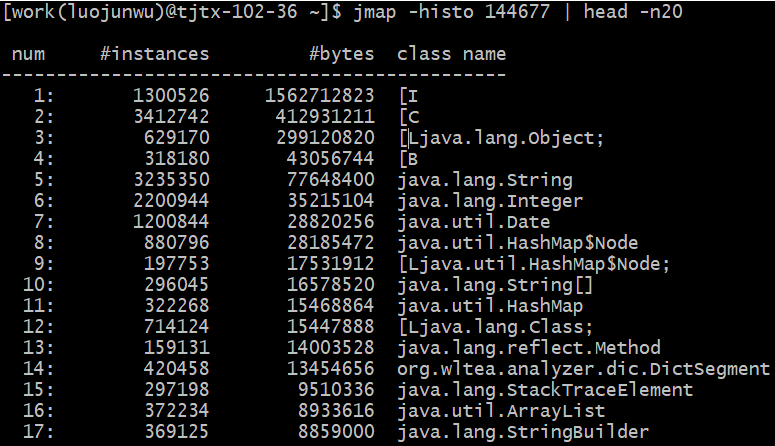 [work(luojunwu)@tjtx-102-36 ~]$ jmap -histo 144677 | head -n20
num #instances #bytes class name
----------------------------------------------
1: 1300526 1562712823 [I
2: 3412742 412931211 [C
3: 629170 299120820 [Ljava.lang.Object;
4: 318180 43056744 [B
5: 3235350 77648400 java.lang.String
6: 2200944 35215104 java.lang.Integer
7: 1200844 28820256 java.util.Date
8: 880796 28185472 java.util.HashMap$Node
9: 197753 17531912 [Ljava.util.HashMap$Node;
10: 296045 16578520 java.lang.String[]
11: 322268 15468864 java.util.HashMap
12: 714124 15447888 [Ljava.lang.Class;
13: 159131 14003528 java.lang.reflect.Method
14: 420458 13454656 org.wltea.analyzer.dic.DictSegment
15: 297198 9510336 java.lang.StackTraceElement
16: 372234 8933616 java.util.ArrayList
17: 369125 8859000 java.lang.StringBuilder